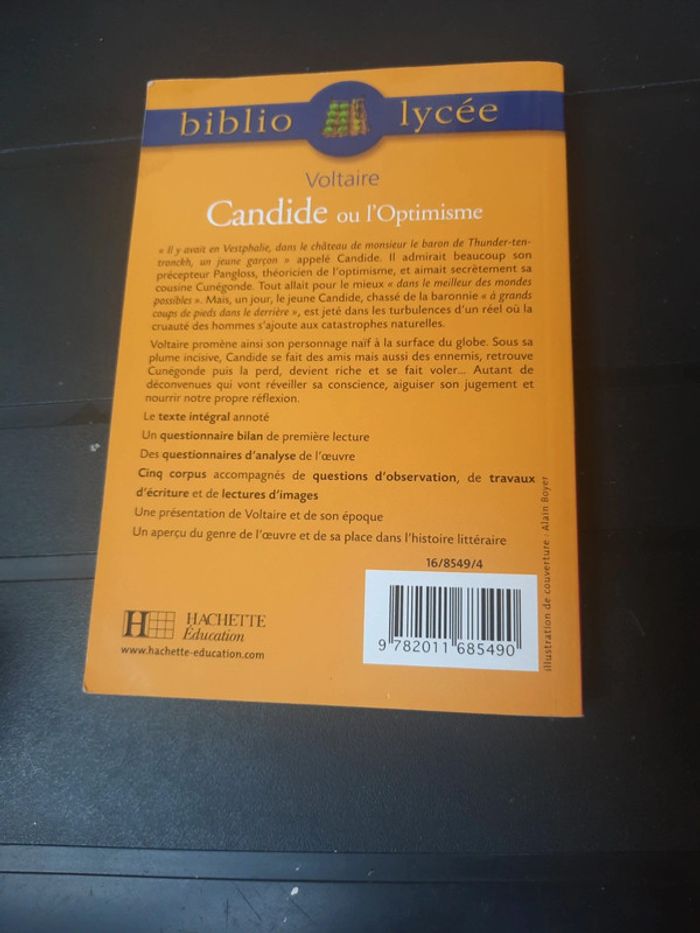 biblio lycée
Voltaire
Candide ou l'Optimisme
« Il y avait en Vestphalie, dans le château de monsieur le baron de Thunder-ten-
tronckh, un jeune garçon » appelé Candide. Il admirait beaucoup son
précepteur Pangloss, théoricien de l'optimisme, et aimait secrètement sa
cousine Cunégonde. Tout allait pour le mieux « dans le meilleur des mondes
possibles ». Mais, un jour, le jeune Candide, chassé de la baronnie « à grands
coups de pieds dans le derrière », est jeté dans les turbulences d'un réel où la
cruauté des hommes s'ajoute aux catastrophes naturelles.
Voltaire promène ainsi son personnage naïf à la surface du globe. Sous sa
plume incisive, Candide se fait des amis mais aussi des ennemis, retrouve
Cunégonde puis la perd, devient riche et se fait voler... Autant de
déconvenues qui vont réveiller sa conscience, aiguiser son jugement et
nourrir notre propre réflexion.
Le texte intégral annoté
Un questionnaire bilan de première lecture
Des questionnaires d'analyse de l'œuvre
Cinq corpus accompagnés de questions d'observation, de travaux
d'écriture et de lectures d'images
Une présentation de Voltaire et de son époque
Un aperçu du genre de l'œuvre et de sa place dans l'histoire littéraire
16/8549/4
H HACHETTE
Éducation
www.hachette-education.com
9 782011 685490
illustration de couverture : Alain Boyer